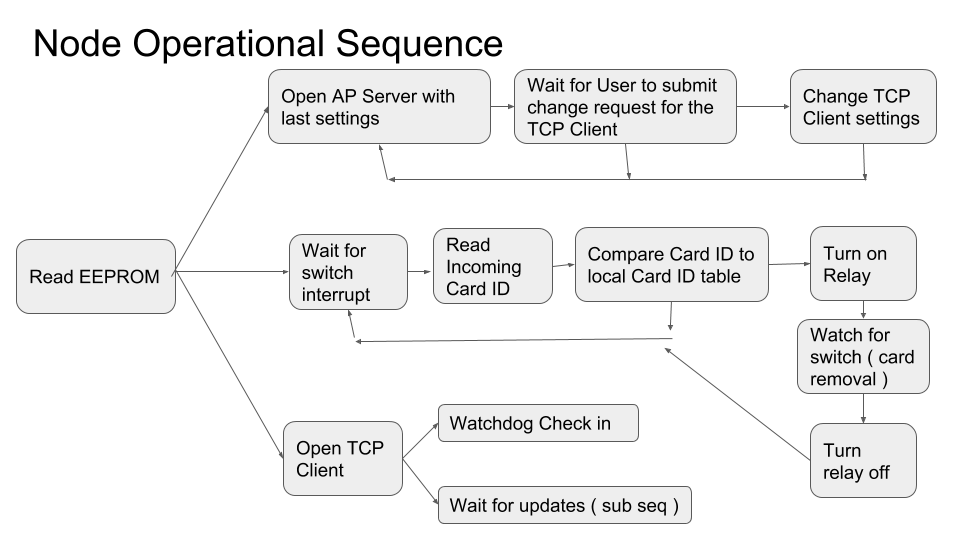 Node Operational Sequence
Open AP Server with
last settings
Wait for User to submit
change request for the
TCP Client
Change TCP
Client settings
Read EEPROM
Wait for
switch
interrupt
Read
Incoming
Card ID
Compare Card ID to
local Card ID table
Turn on
Relay
Watch for
switch ( card
removal )
Turn
relay off
Open TCP
Client
Watchdog Check in
Wait for updates ( sub seq )